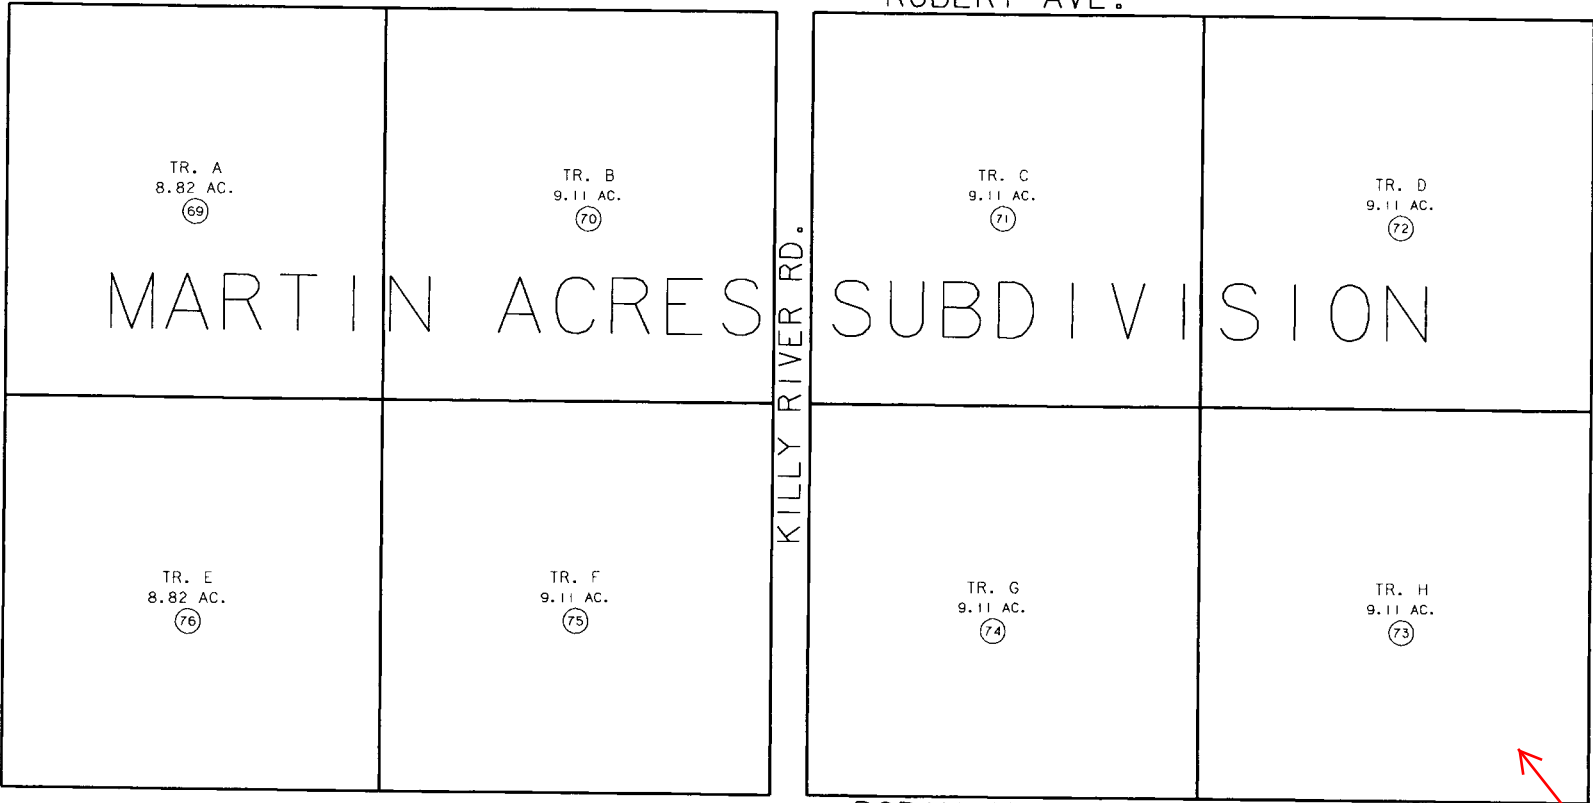 ROBERT AVE.
TR. A
8.82 AC.
69
TR. B
9.11 AC.
70
TR. C
9.11 AC.
71
TR. D
9.11 AC.
72
MARTIN ACRES SUBDIVISION
KILLY RIVER RD.
TR. E
8.82 AC.
76
TR. F
9.11 AC.
75
TR. G
9.11 AC.
74
TR. H
9.11 AC.
73